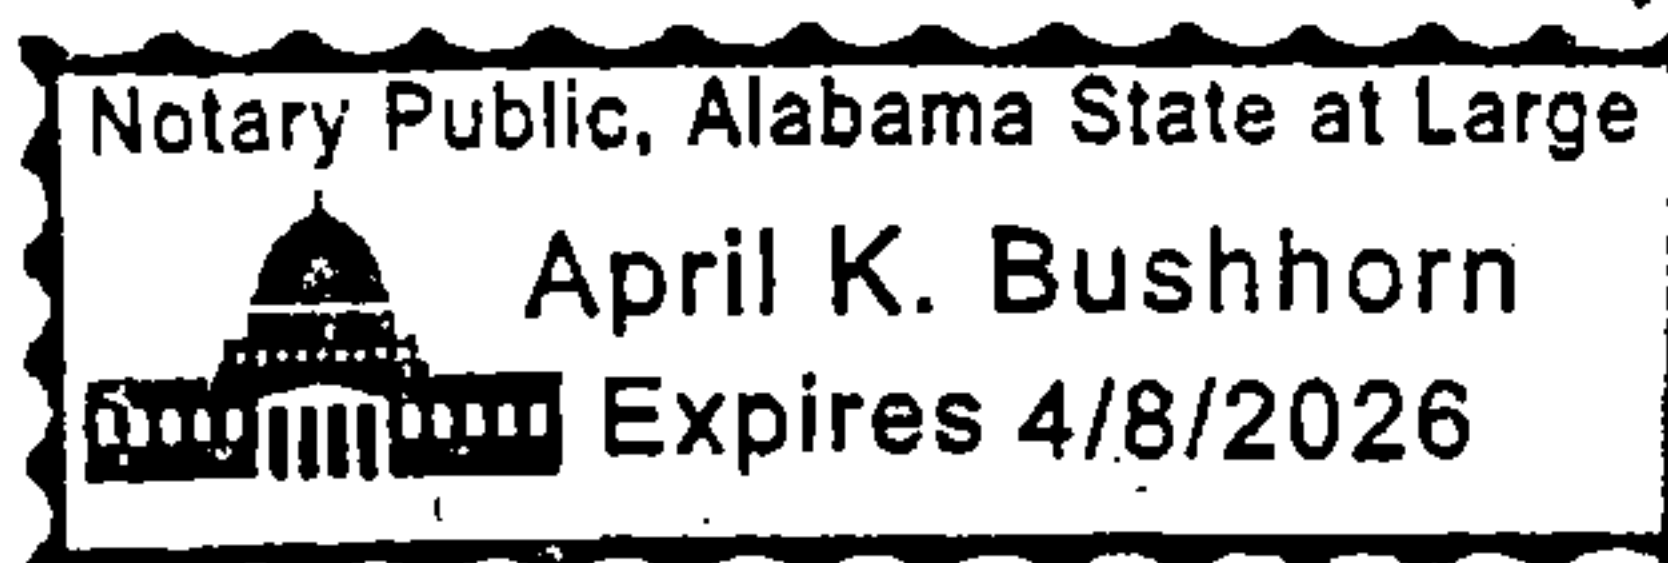 Notary Public, Alabama State at Large
April K. Bushhorn
Expires 4/8/2026